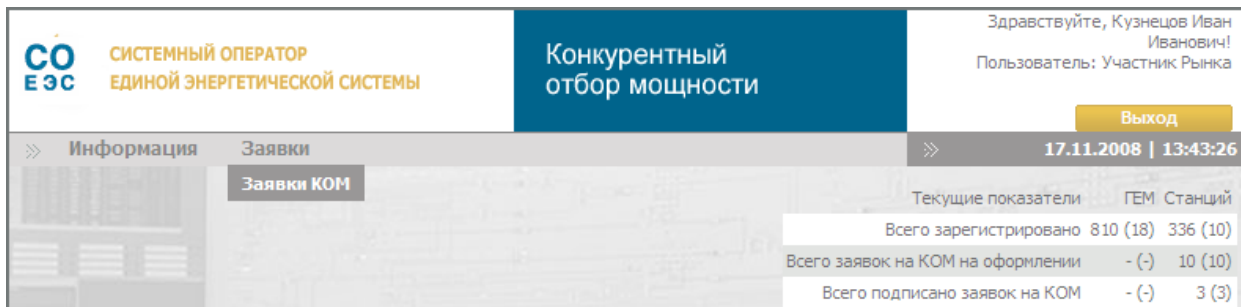 СО
ЕЭС
СИСТЕМНЫЙ ОПЕРАТОР
ЕДИНОЙ ЭНЕРГЕТИЧЕСКОЙ СИСТЕМЫ
Конкурентный
отбор мощности
Здравствуйте, Кузнецов Иван
Иванович!
Пользователь: Участник Рынка
Выход
Информация Заявки
17.11.2008 | 13:43:26
Заявки КОМ
Текущие показатели ГЕМ Станций
Всего зарегистрировано 810 (18) 336 (10)
Всего заявок на КОМ на оформлении - (-) 10 (10)
Всего подписано заявок на КОМ - (-) 3 (3)